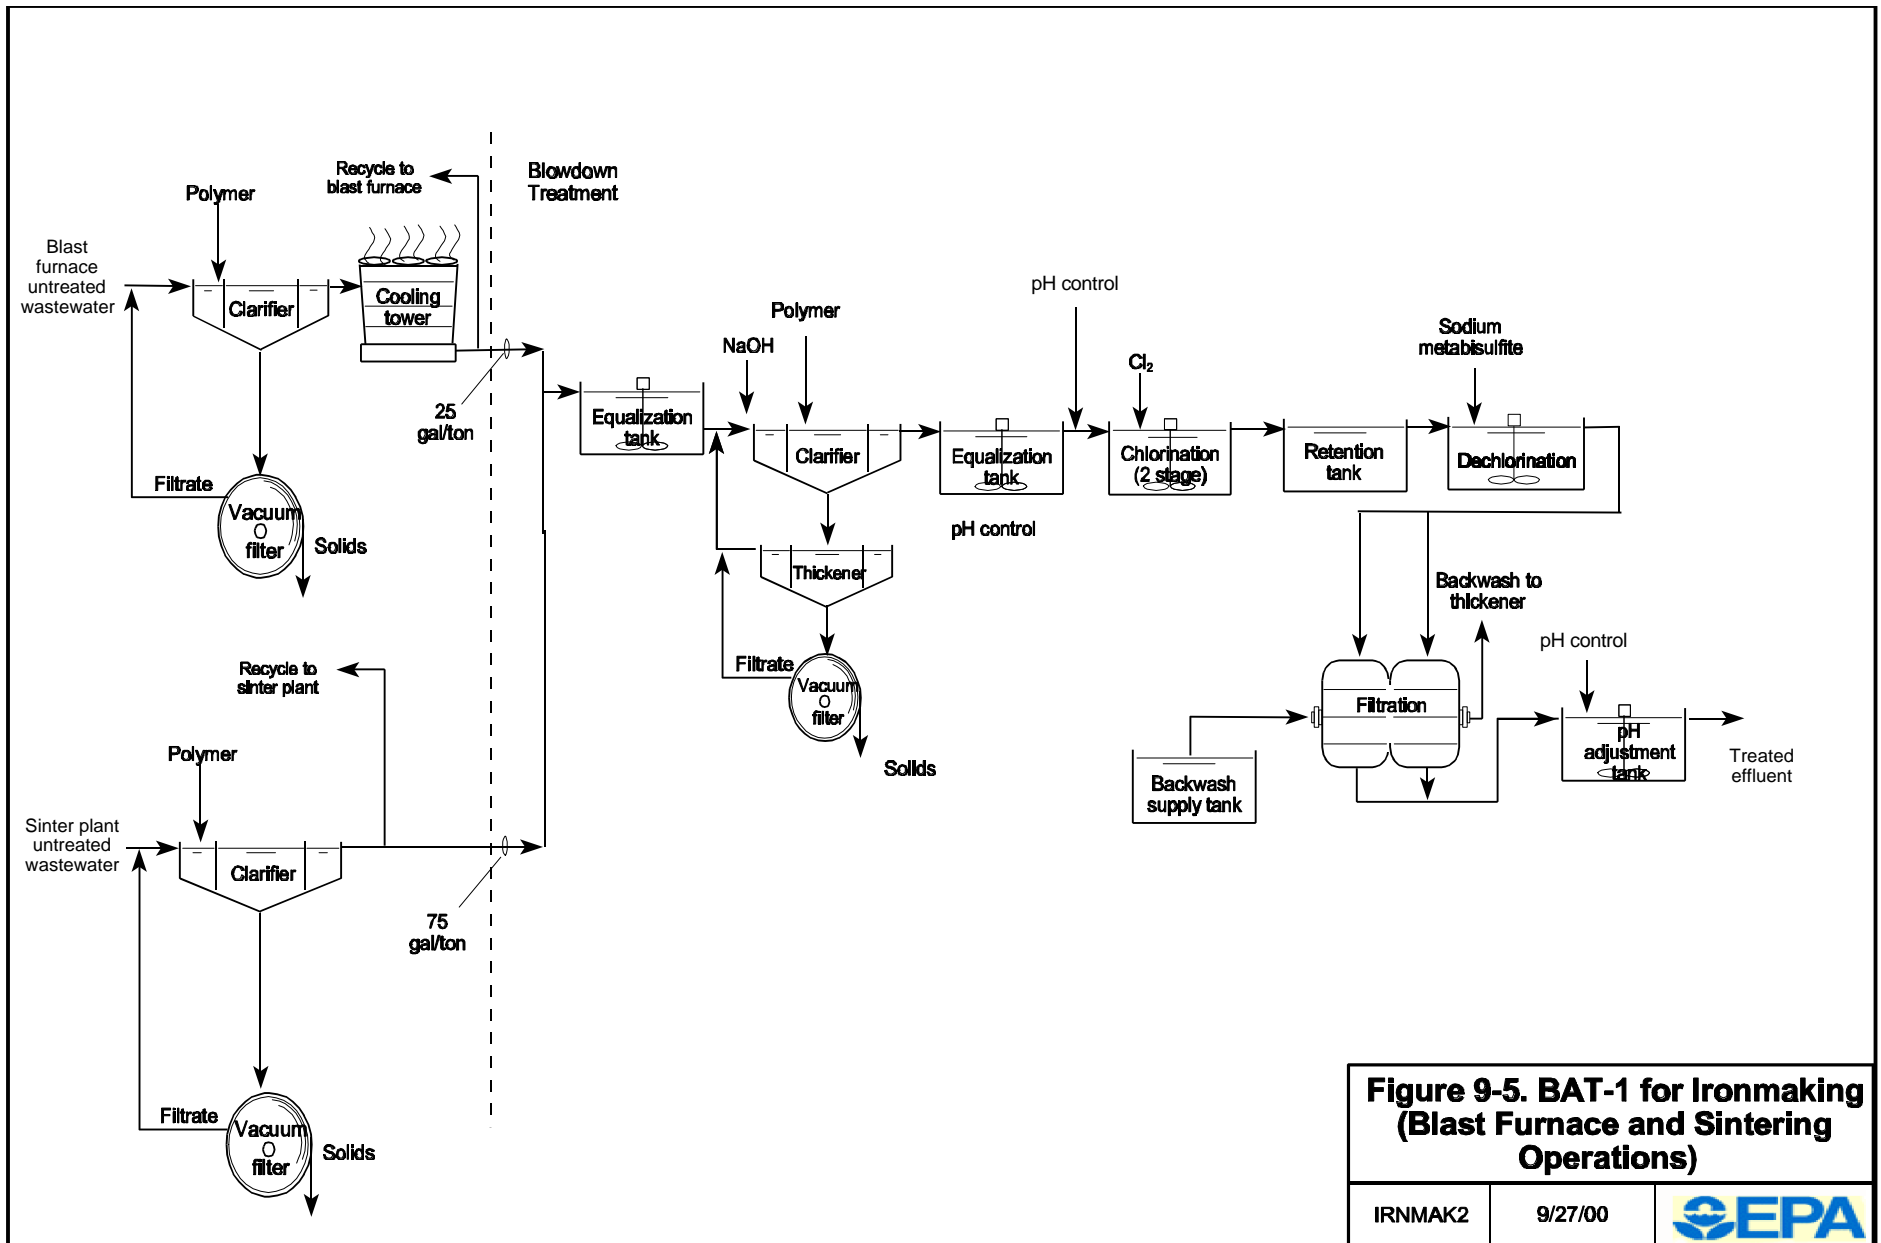 Recycle to
blast furnace
Blowdown
Treatment
Polymer
Blast
furnace
untreated
wastewater
Clarifier
Cooling
tower
25
gal/ton
Filtrate
Vacuum
filter
Solids
Equalization
tank
NaOH
Polymer
Clarifier
Thickener
Filtrate
Vacuum
filter
Solids
Equalization
tank
pH control
pH control
Cl₂
Chlorination
(2 stage)
Retention
tank
Sodium
metabisulfite
Dechlorination
Backwash to
thickener
Filtration
Backwash
supply tank
pH control
pH
adjustment
tank
Treated
effluent
Recycle to
sinter plant
Polymer
Sinter plant
untreated
wastewater
Clarifier
75
gal/ton
Filtrate
Vacuum
filter
Solids
Figure 9-5. BAT-1 for Ironmaking
(Blast Furnace and Sintering
Operations)
IRNMAK2
9/27/00
EPA